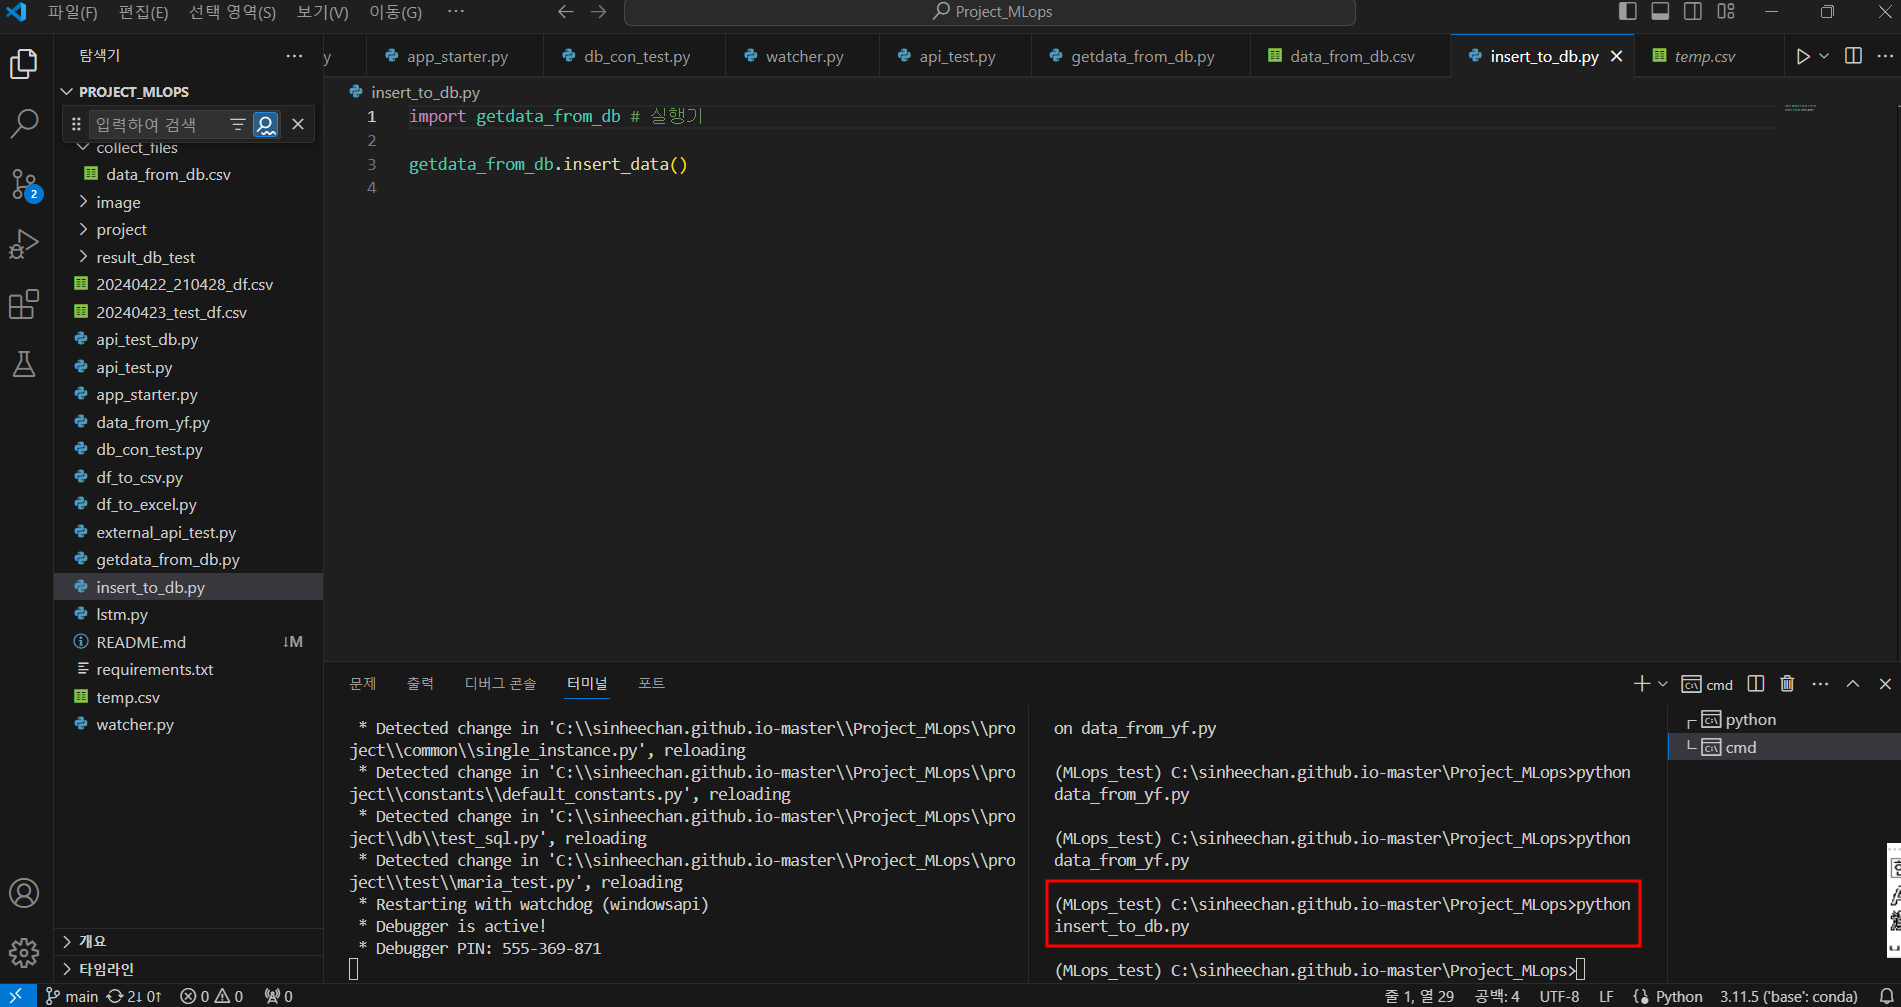 파일(F) 편집(E) 선택 영역(S) 보기(V) 이동(G) ··· Project_MLops
탐색기 ···
y app_starter.py db_con_test.py watcher.py api_test.py getdata_from_db.py data_from_db.csv insert_to_db.py temp.csv
PROJECT_MLOPS
입력하여 검색
collect_files
data_from_db.csv
image
project
result_db_test
20240422_210428_df.csv
20240423_test_df.csv
api_test_db.py
api_test.py
app_starter.py
data_from_yf.py
db_con_test.py
df_to_csv.py
df_to_excel.py
external_api_test.py
getdata_from_db.py
insert_to_db.py
lstm.py
README.md ↓M
requirements.txt
temp.csv
watcher.py
개요
타임라인
2
insert_to_db.py
1 import getdata_from_db # 실행기
2
3 getdata_from_db.insert_data()
4
문제 출력 디버그 콘솔 터미널 포트 cmd
* Detected change in 'C:\\sinheechan.github.io-master\\Project_MLops\\pro
ject\\common\\single_instance.py', reloading
* Detected change in 'C:\\sinheechan.github.io-master\\Project_MLops\\pro
ject\\constants\\default_constants.py', reloading
* Detected change in 'C:\\sinheechan.github.io-master\\Project_MLops\\pro
ject\\db\\test_sql.py', reloading
* Detected change in 'C:\\sinheechan.github.io-master\\Project_MLops\\pro
ject\\test\\maria_test.py', reloading
* Restarting with watchdog (windowsapi)
* Debugger is active!
* Debugger PIN: 555-369-871
on data_from_yf.py
(MLops_test) C:\sinheechan.github.io-master\Project_MLops>python
data_from_yf.py
(MLops_test) C:\sinheechan.github.io-master\Project_MLops>python
data_from_yf.py
(MLops_test) C:\sinheechan.github.io-master\Project_MLops>python
insert_to_db.py
(MLops_test) C:\sinheechan.github.io-master\Project_MLops>
python
cmd
main 2↓ 0↑ 0 0 0 줄 1, 열 29 공백: 4 UTF-8 LF Python 3.11.5 ('base': conda)